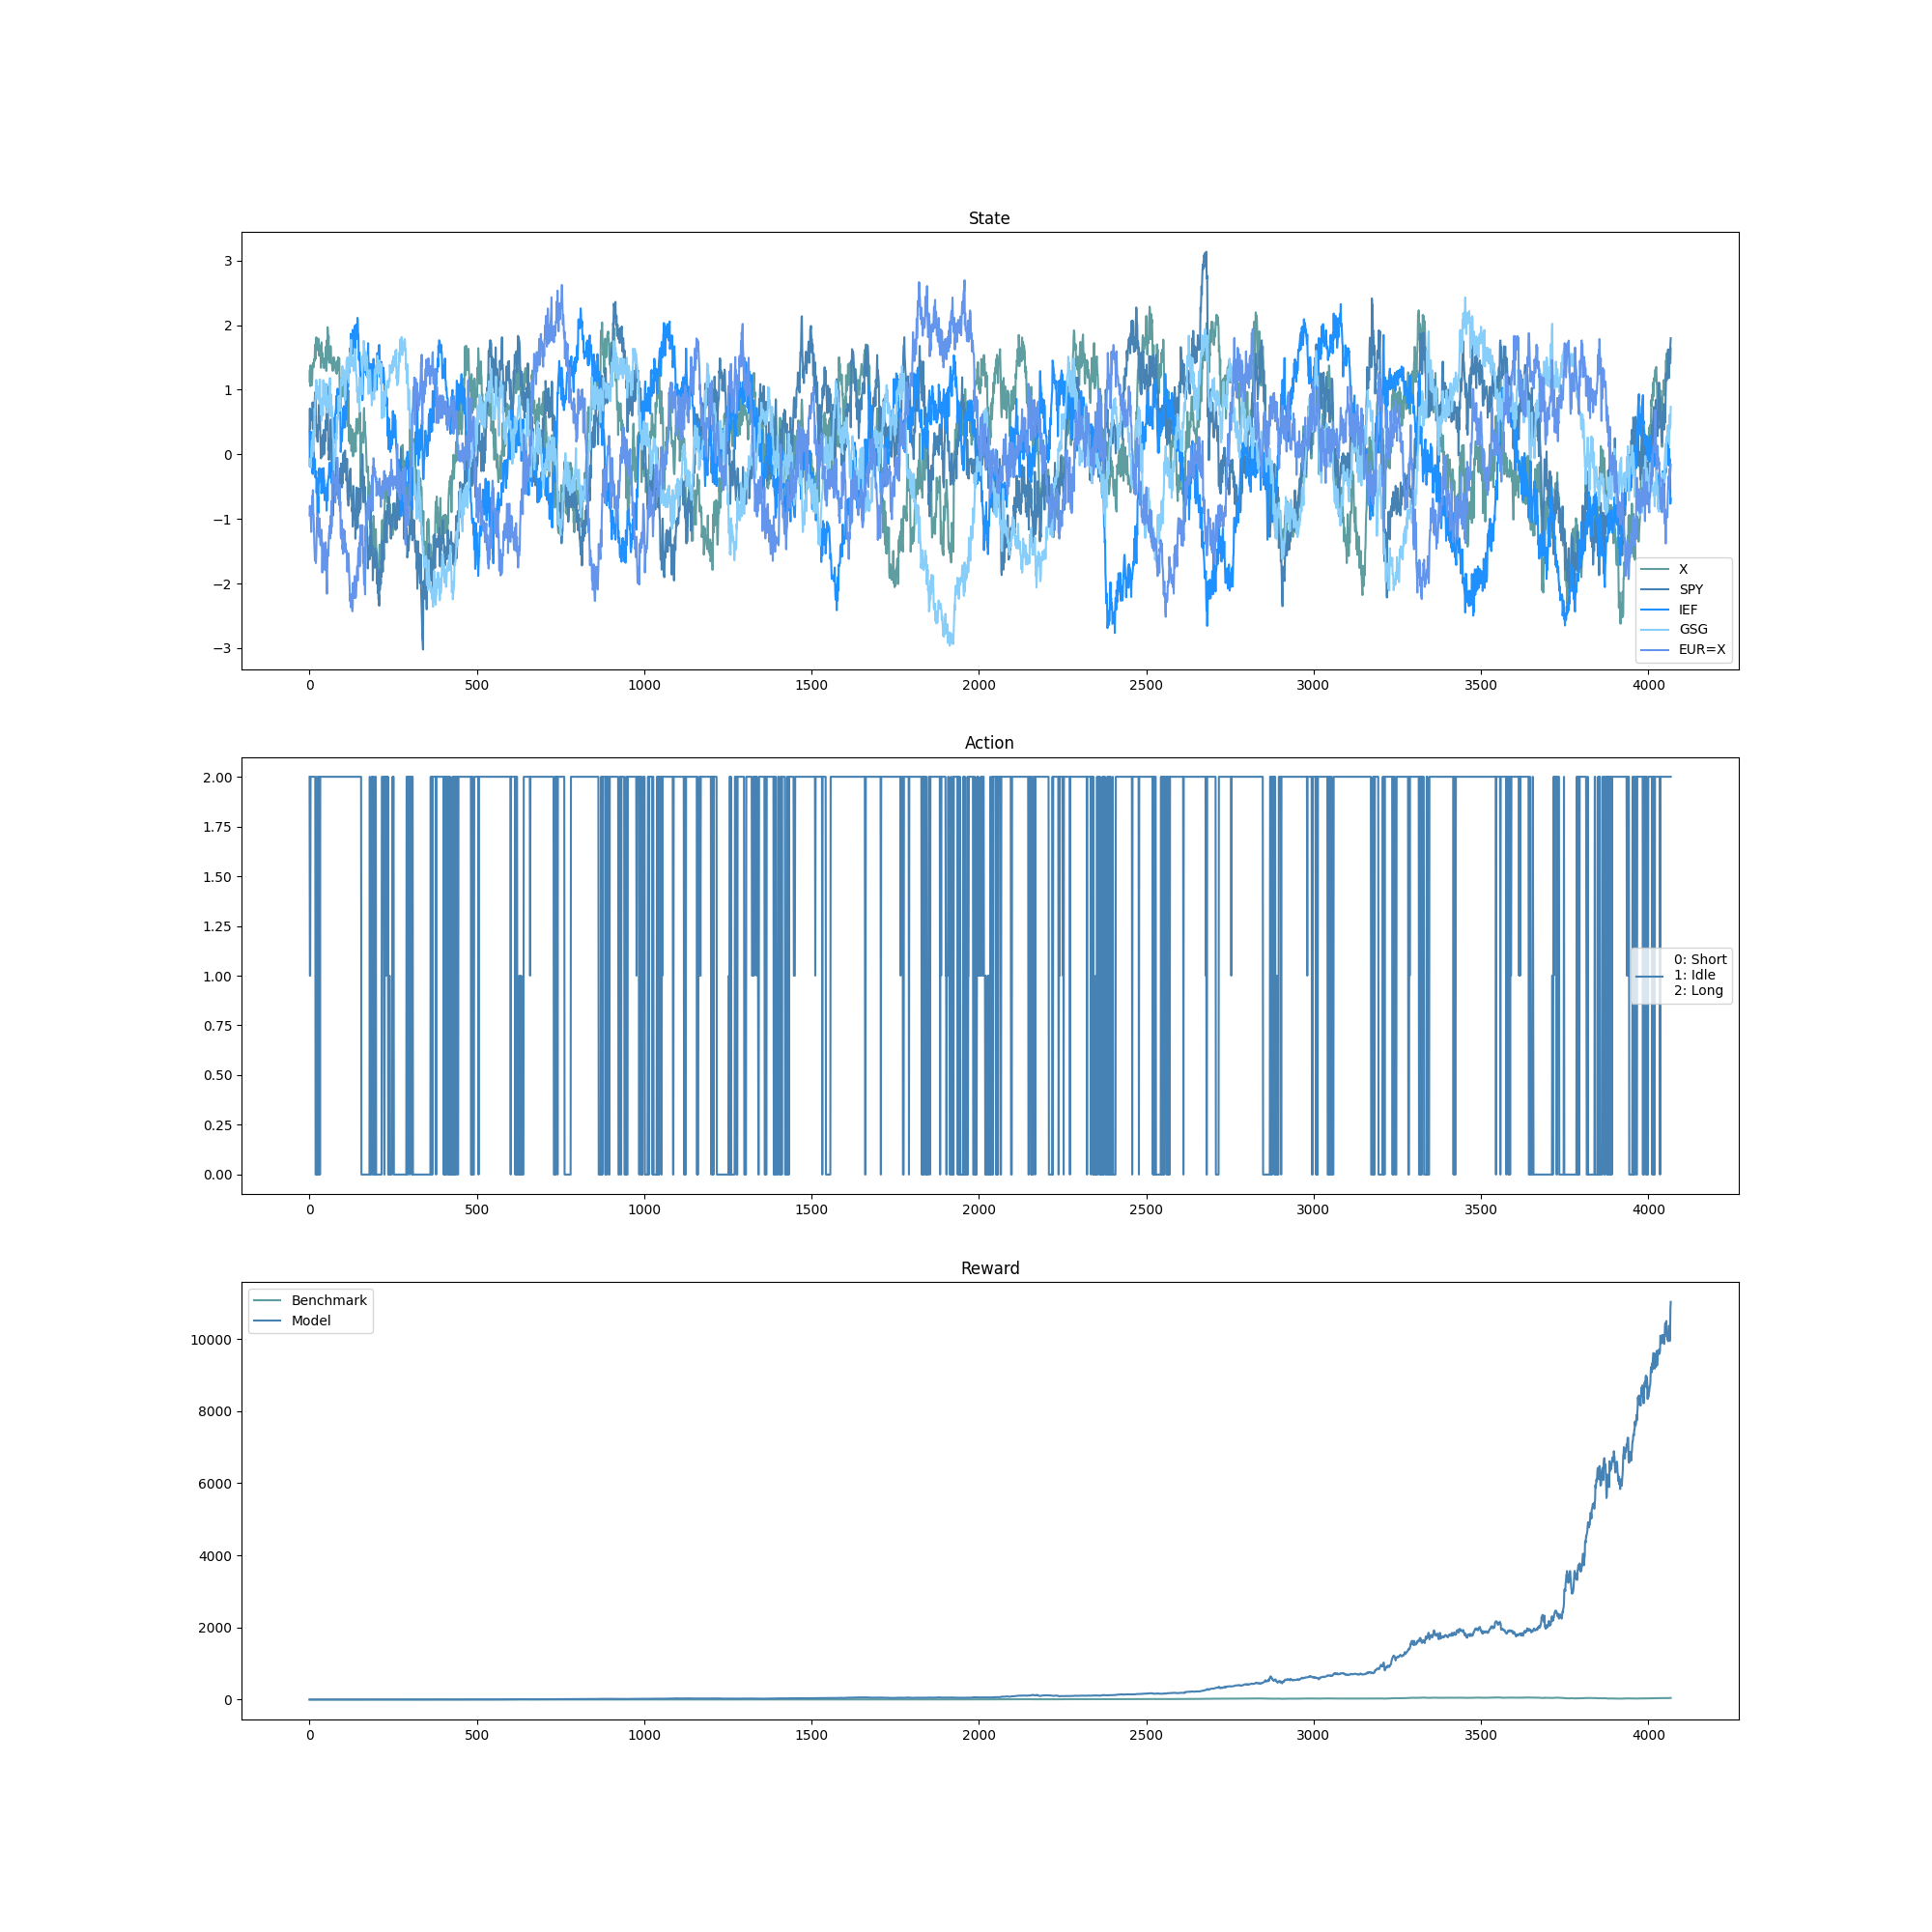 State
3
2
1
0
−1
−2
−3
X
SPY
IEF
GSG
EUR=X
0 500 1000 1500 2000 2500 3000 3500 4000
Action
2.00
1.75
1.50
1.25
1.00
0.75
0.50
0.25
0.00
0: Short
1: Idle
2: Long
0 500 1000 1500 2000 2500 3000 3500 4000
Reward
Benchmark
Model
10000
8000
6000
4000
2000
0
0 500 1000 1500 2000 2500 3000 3500 4000